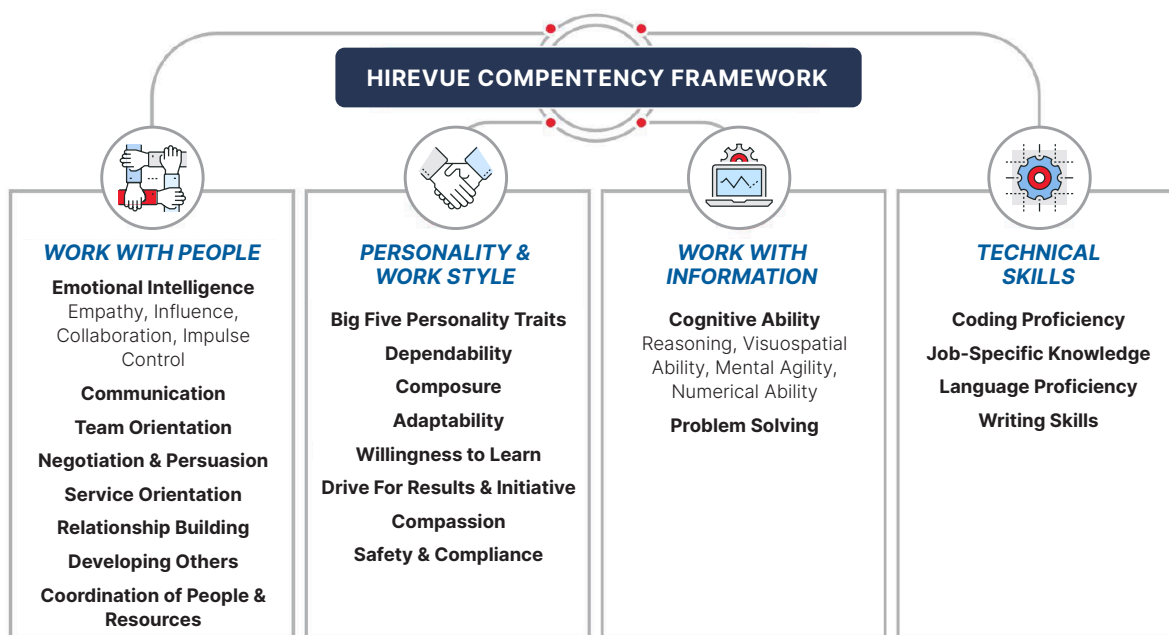 HIREVUE COMPENTENCY FRAMEWORK
WORK WITH PEOPLE
Emotional Intelligence
Empathy, Influence,
Collaboration, Impulse
Control
Communication
Team Orientation
Negotiation & Persuasion
Service Orientation
Relationship Building
Developing Others
Coordination of People &
Resources
PERSONALITY &
WORK STYLE
Big Five Personality Traits
Dependability
Composure
Adaptability
Willingness to Learn
Drive For Results & Initiative
Compassion
Safety & Compliance
WORK WITH
INFORMATION
Cognitive Ability
Reasoning, Visuospatial
Ability, Mental Agility,
Numerical Ability
Problem Solving
TECHNICAL
SKILLS
Coding Proficiency
Job-Specific Knowledge
Language Proficiency
Writing Skills